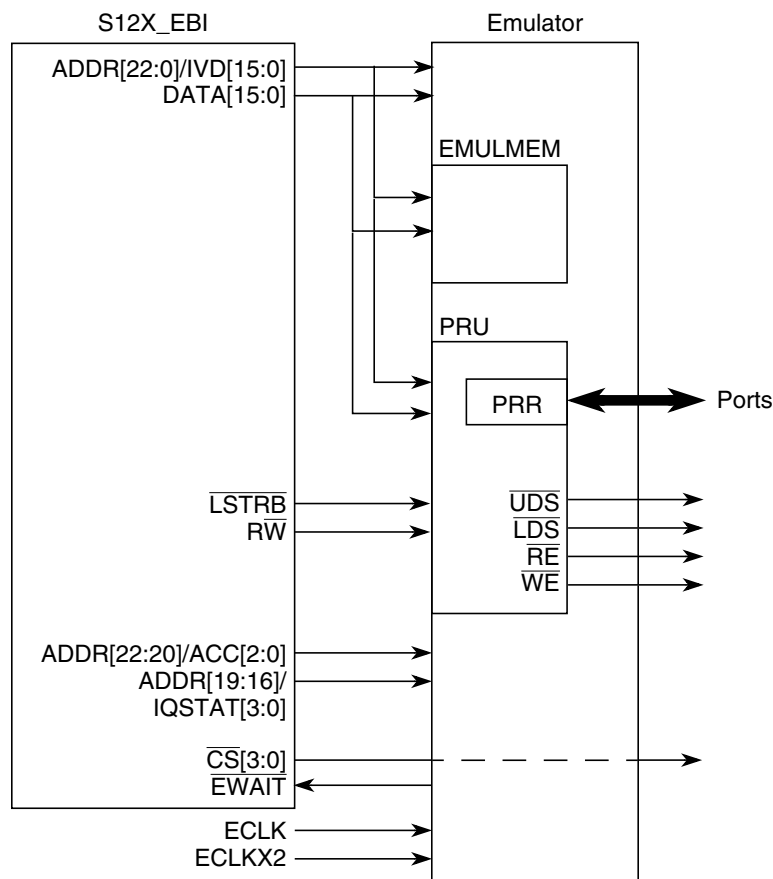 S12X_EBI
Emulator
ADDR[22:0]/IVD[15:0]
DATA[15:0]
EMULMEM
PRU
PRR
Ports
LSTRB
RW
UDS
LDS
RE
WE
ADDR[22:20]/ACC[2:0]
ADDR[19:16]/
IQSTAT[3:0]
CS[3:0]
EWAIT
ECLK
ECLKX2